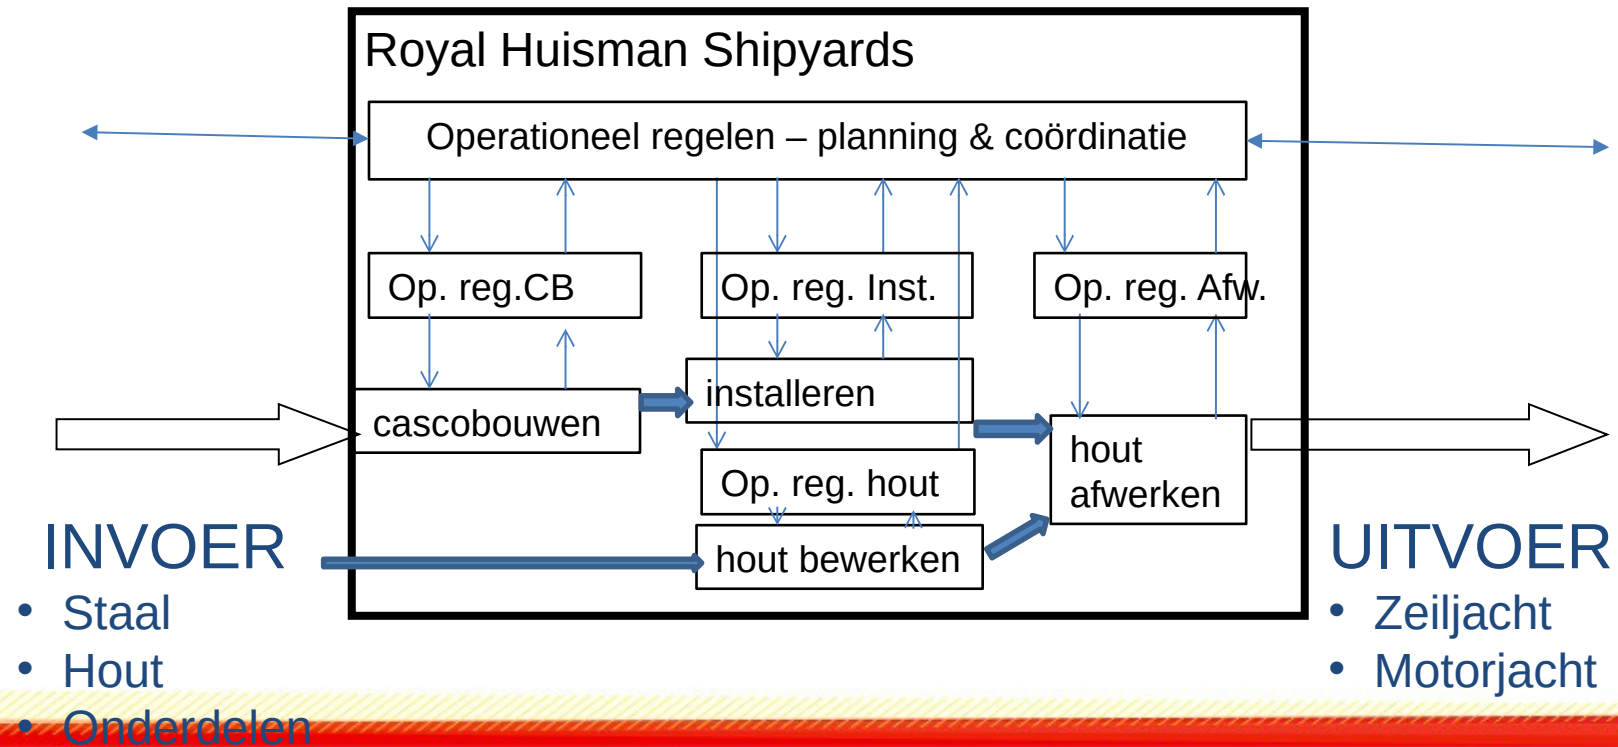 Royal Huisman Shipyards
Operationeel regelen – planning & coördinatie
Op. reg.CB
Op. reg. Inst.
Op. reg. Afw.
installeren
cascobouwen
hout
afwerken
Op. reg. hout
hout bewerken
INVOER
• Staal
• Hout
• Onderdelen
UITVOER
• Zeiljacht
• Motorjacht